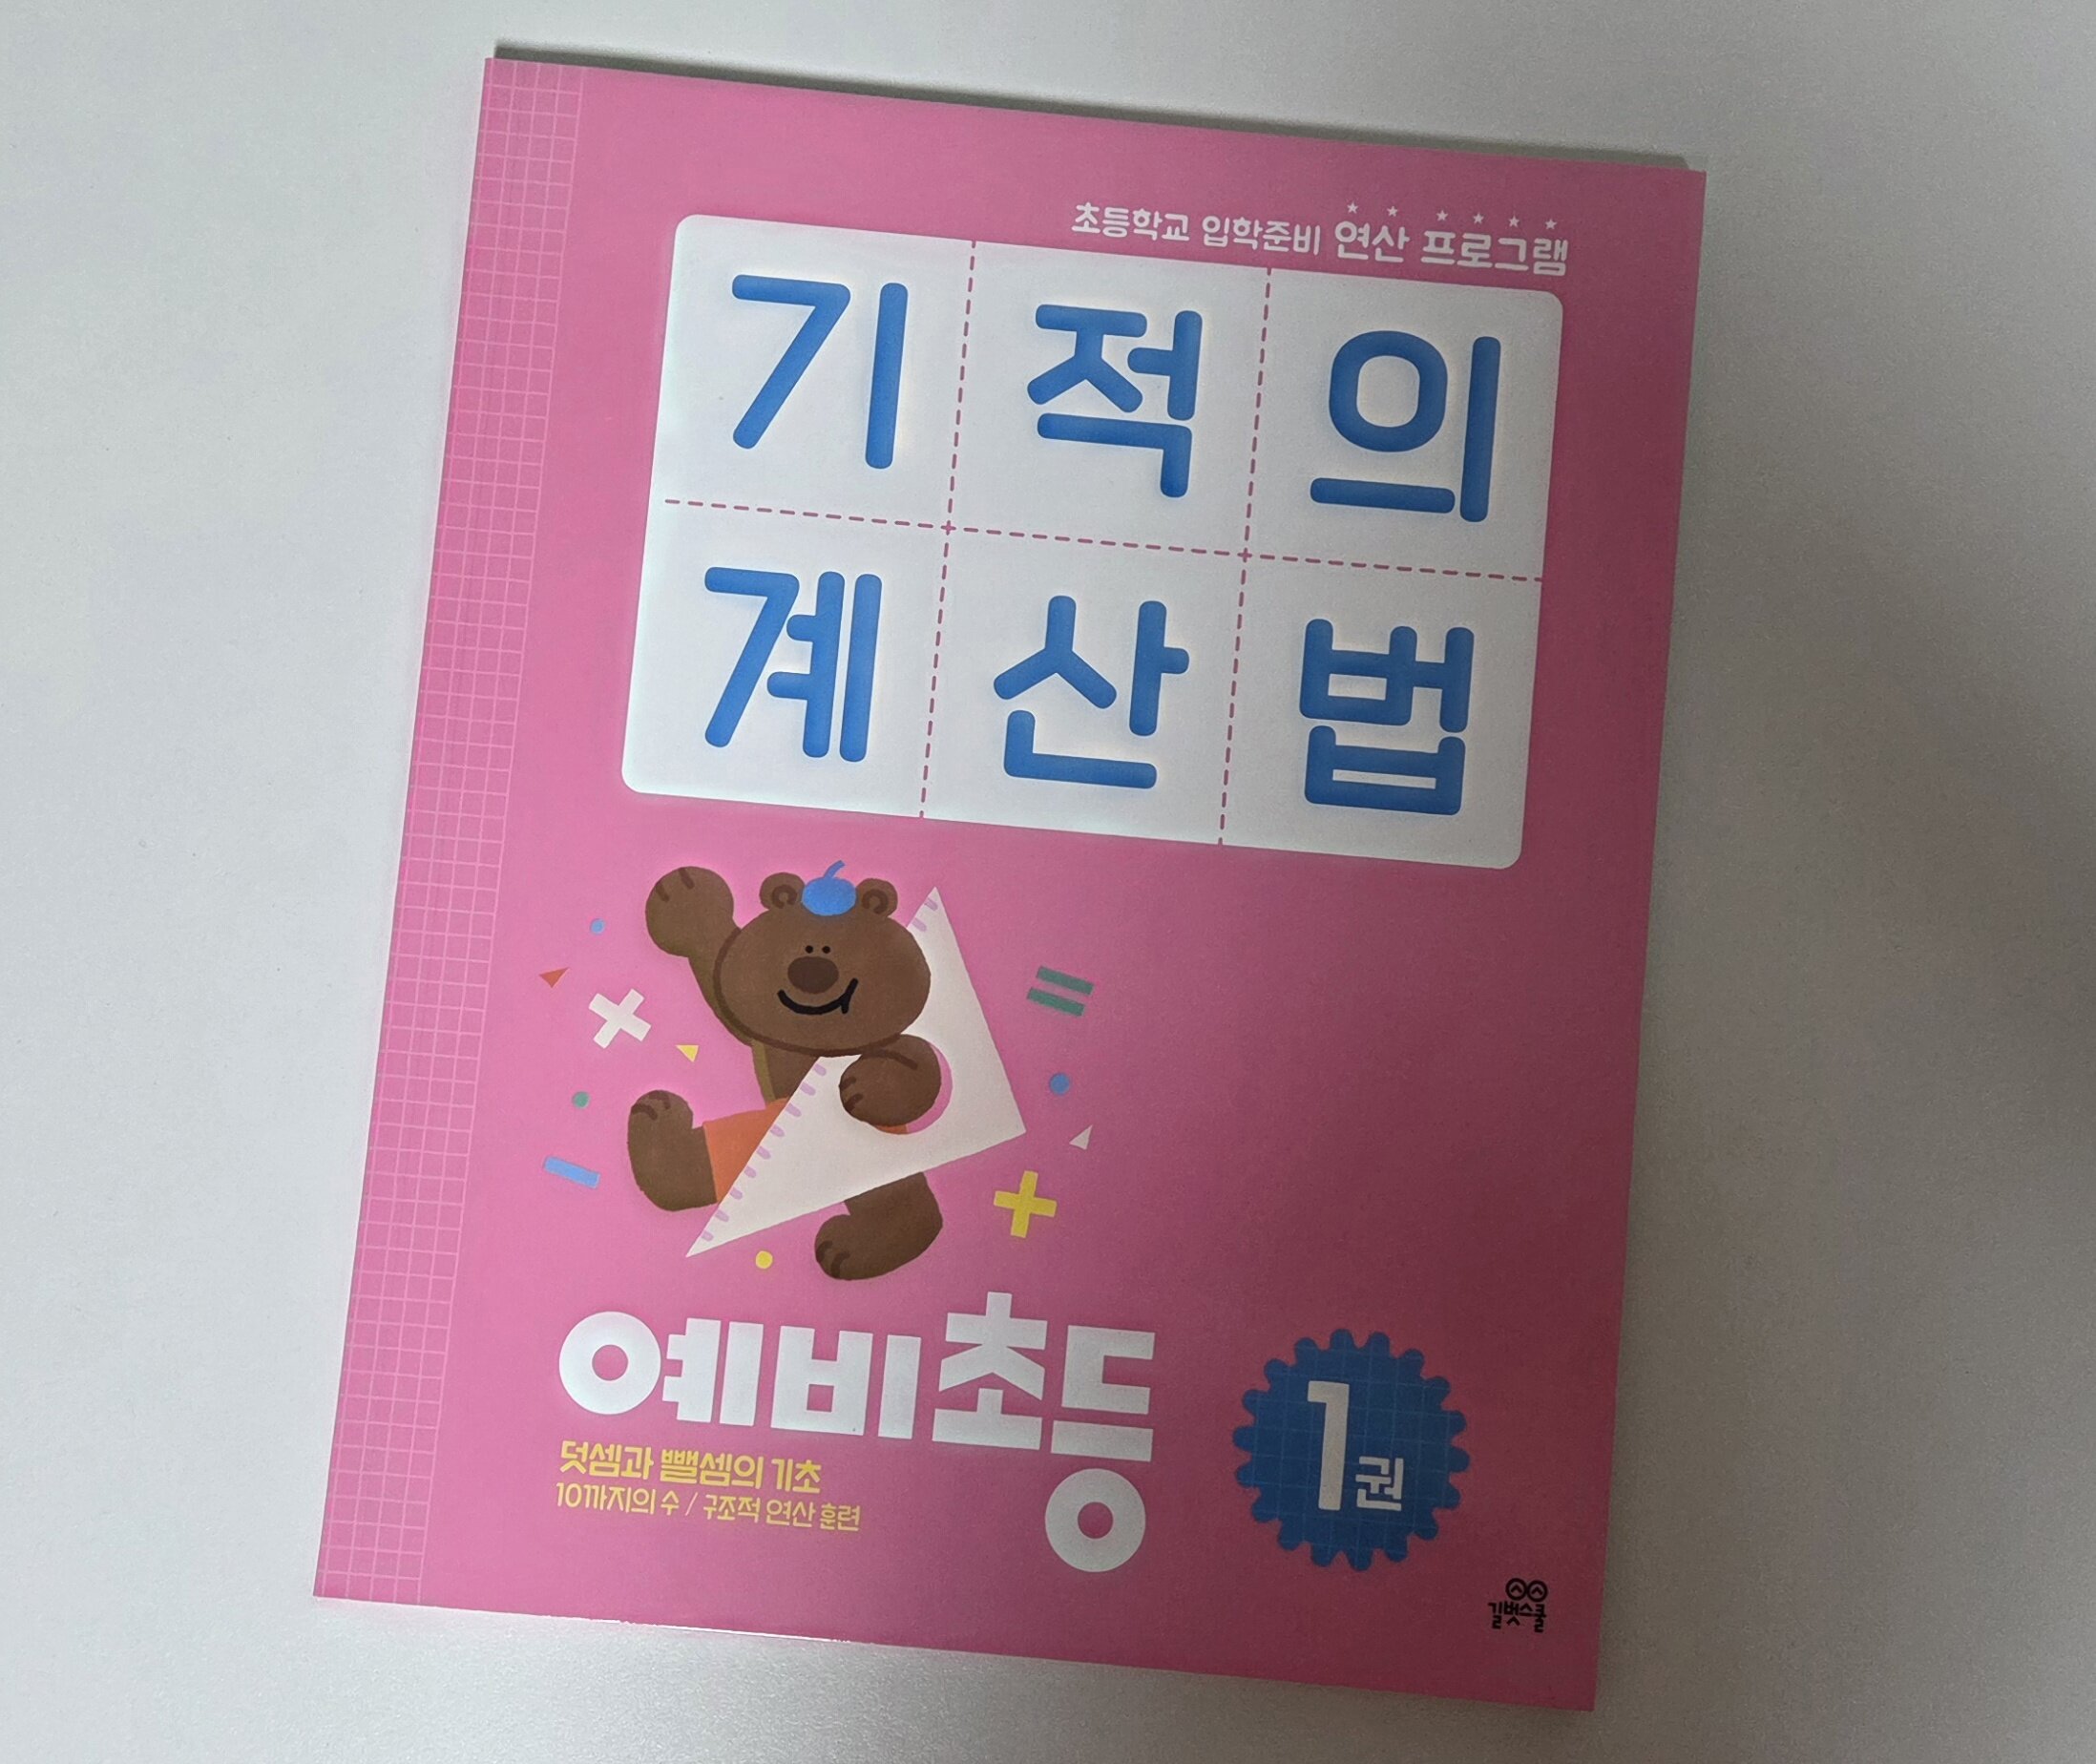 초등학교 입학준비 연산 프로그램
기적의
계산법
예비초등
1권
덧셈과 뺄셈의 기초
10까지의 수 / 구조적 연산 훈련
길벗스쿨